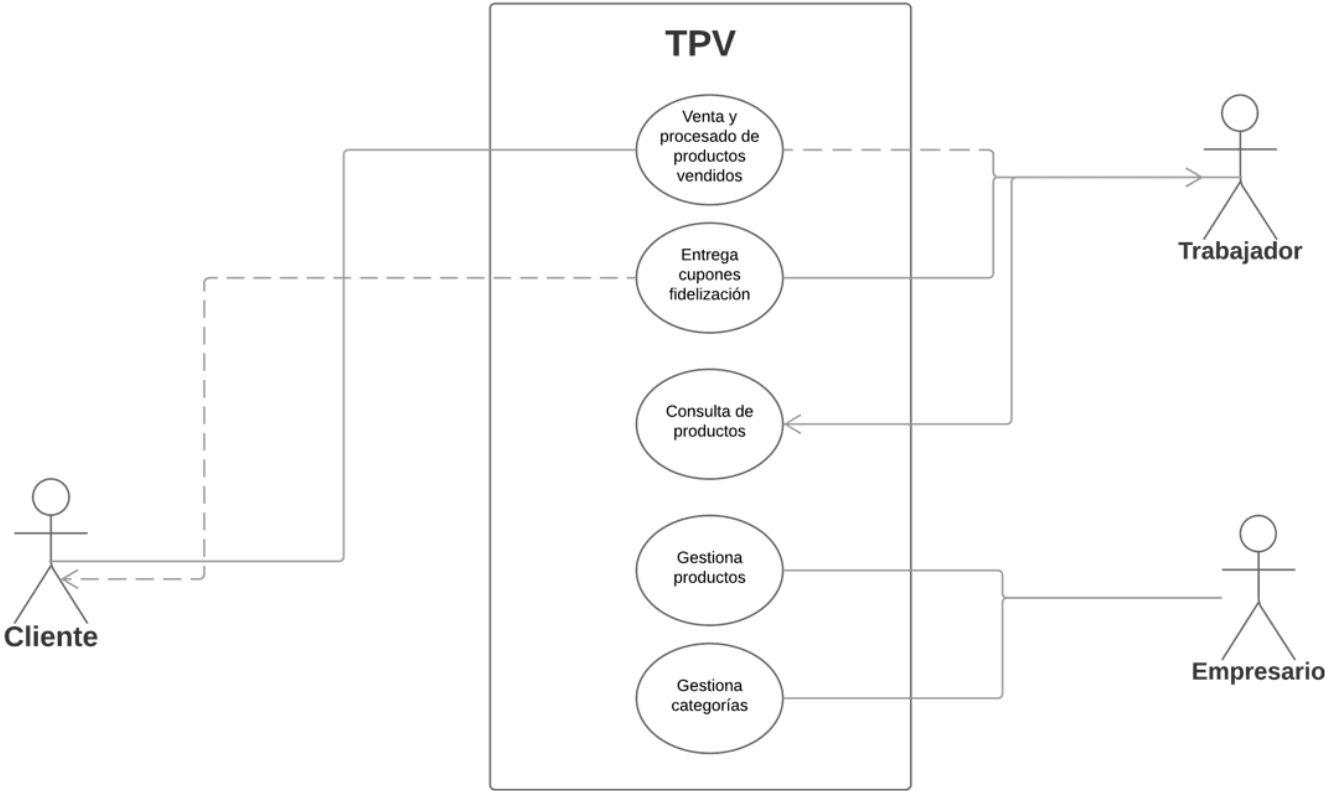 TPV
Venta y
procesado de
productos
vendidos
Entrega
cupones
fidelización
Consulta de
productos
Gestiona
productos
Gestiona
categorías
Trabajador
Cliente
Empresario